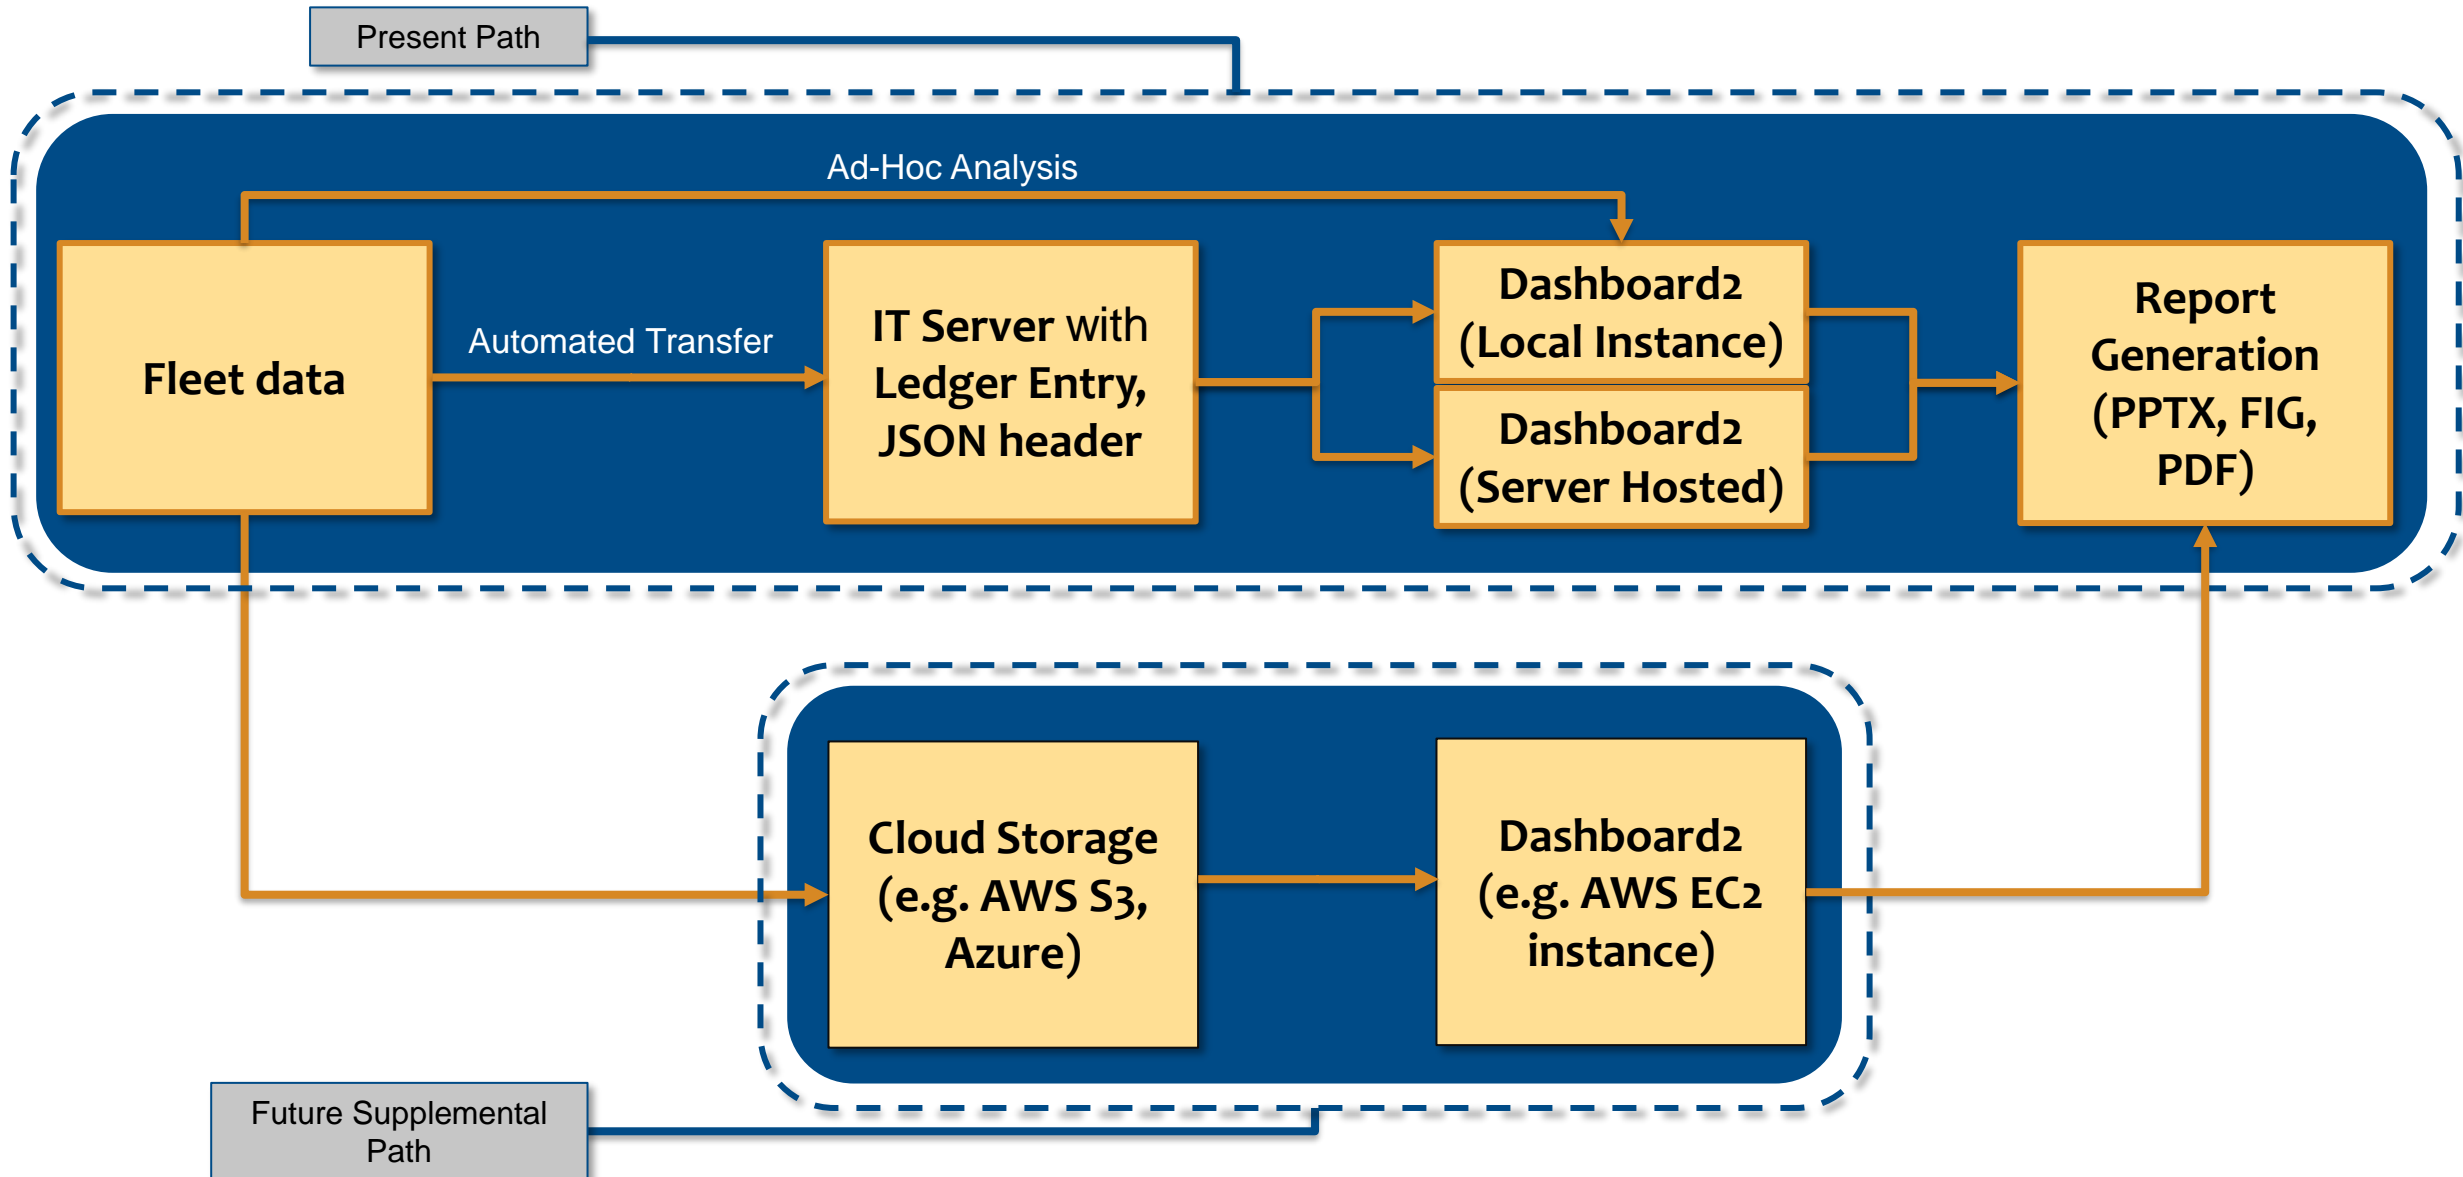 Present Path
Ad-Hoc Analysis
Fleet data
Automated Transfer
IT Server with
Ledger Entry,
JSON header
Dashboard2
(Local Instance)
Dashboard2
(Server Hosted)
Report
Generation
(PPTX, FIG,
PDF)
Cloud Storage
(e.g. AWS S3,
Azure)
Dashboard2
(e.g. AWS EC2
instance)
Future Supplemental
Path